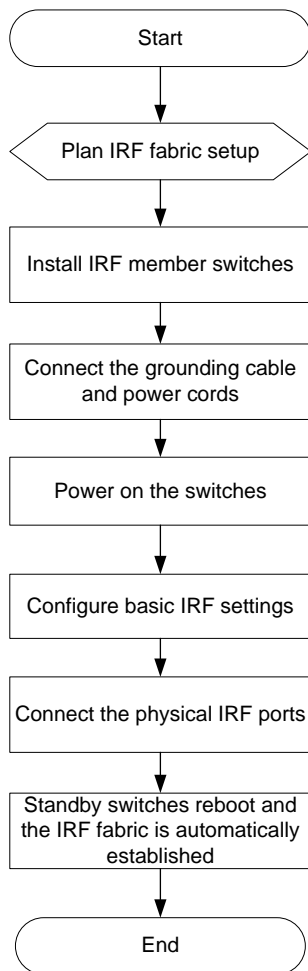 Start
Plan IRF fabric setup
Install IRF member switches
Connect the grounding cable
and power cords
Power on the switches
Configure basic IRF settings
Connect the physical IRF ports
Standby switches reboot and
the IRF fabric is automatically
established
End